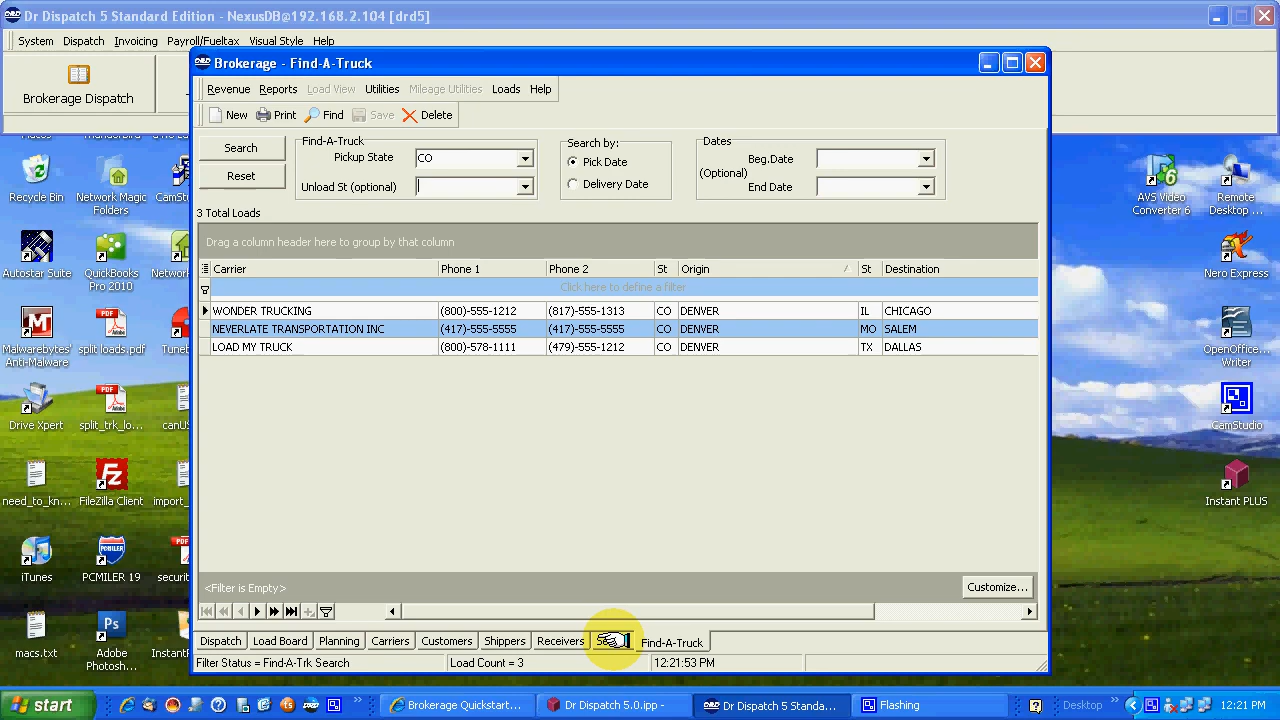 Dr Dispatch 5 Standard Edition - NexusDB@192.168.2.104 [drd5]
System Dispatch Invoicing Payroll/Fueltax Visual Style Help
Brokerage Dispatch
Brokerage - Find-A-Truck
Revenue Reports Load View Utilities Mileage Utilities Loads Help
New Print Find Save Delete
Search
Reset
Find-A-Truck
Pickup State CO
Unload St (optional)
Search by:
Pick Date
Delivery Date
Dates
(Optional)
Beg.Date
End Date
3 Total Loads
Drag a column header here to group by that column
Carrier Phone 1 Phone 2 St Origin St Destination
Click here to define a filter
WONDER TRUCKING (800)-555-1212 (817)-555-1313 CO DENVER IL CHICAGO
NEVERLATE TRANSPORTATION INC (417)-555-5555 (417)-555-5555 CO DENVER MO SALEM
LOAD MY TRUCK (800)-578-1111 (479)-555-1212 CO DENVER TX DALLAS
<Filter is Empty>
Customize...
Dispatch Load Board Planning Carriers Customers Shippers Receivers Find-A-Truck
Filter Status = Find-A-Trk Search Load Count = 3 12:21:53 PM
Recycle Bin
Network Magic Folders
CamStu
Autostar Suite
QuickBooks Pro 2010
Network
Malwarebytes' Anti-Malware
split loads.pdf
Tuneb
Drive Xpert
split_trk_lo...
canUS
need_to_kn...
FileZilla Client
import_
iTunes
PCMILER 19
securit
macs.txt
Adobe Photosh...
InstantF
AVS Video Converter 6
Remote Desktop ...
Nero Express
OpenOffice.... Writer
CamStudio
Instant PLUS
start
Brokerage Quickstart...
Dr Dispatch 5.0.ipp -
Dr Dispatch 5 Standa...
Flashing
Desktop
12:21 PM